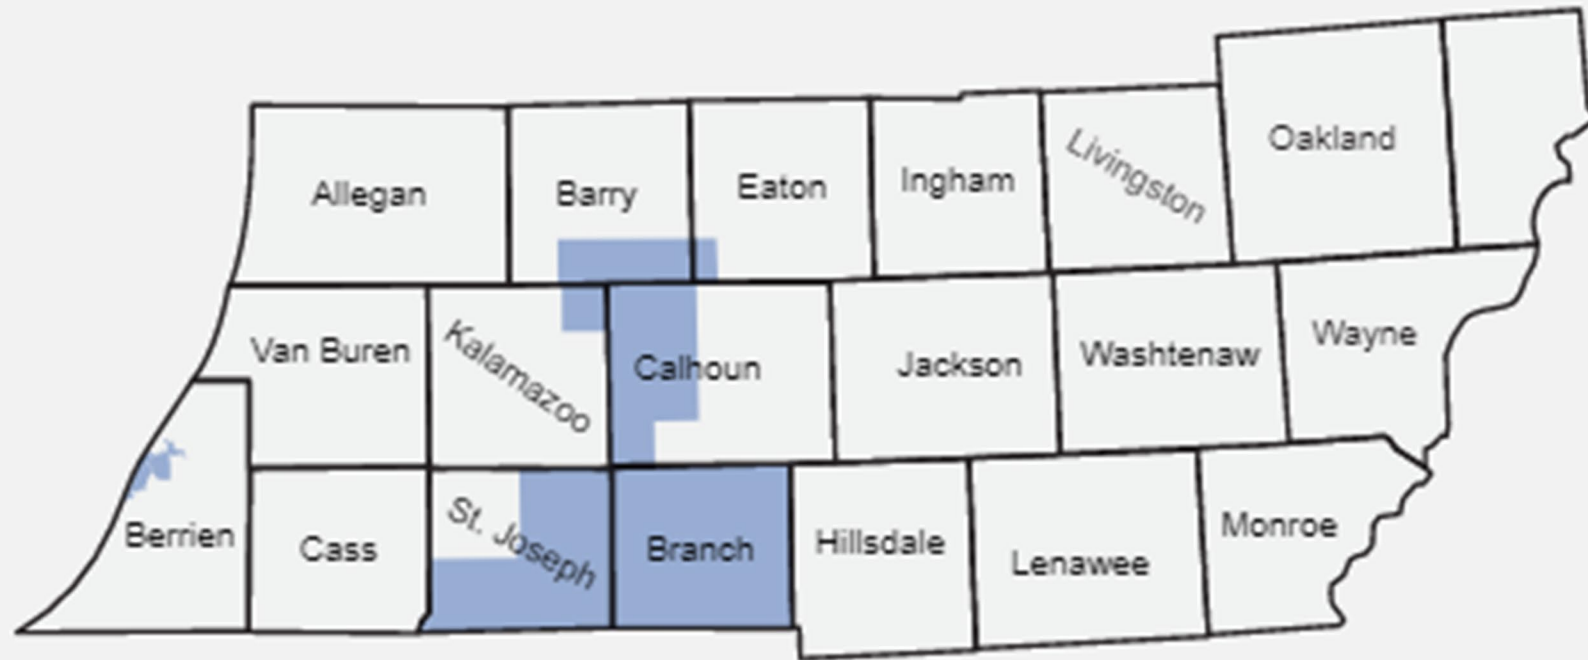 Allegan
Barry
Eaton
Ingham
Livingston
Oakland
Van Buren
Kalamazoo
Calhoun
Jackson
Washtenaw
Wayne
Berrien
Cass
St. Joseph
Branch
Hillsdale
Lenawee
Monroe